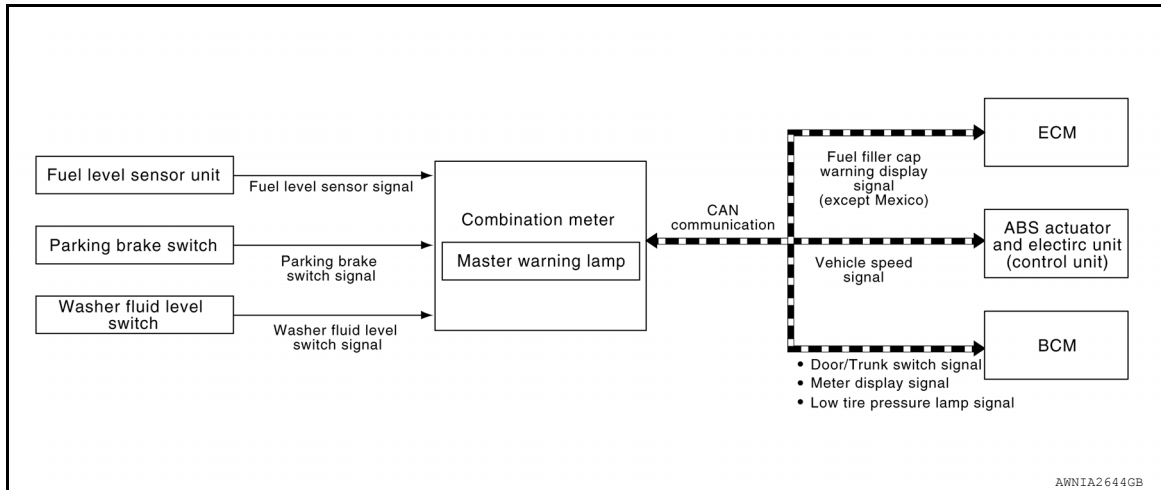 Fuel level sensor unit
Fuel level sensor signal
Parking brake switch
Parking brake
switch signal
Washer fluid level
switch
Washer fluid level
switch signal
Combination meter
Master warning lamp
CAN
communication
ECM
Fuel filler cap
warning display
signal
(except Mexico)
ABS actuator
and electirc unit
(control unit)
Vehicle speed
signal
BCM
• Door/Trunk switch signal
• Meter display signal
• Low tire pressure lamp signal
AWNIA2644GB